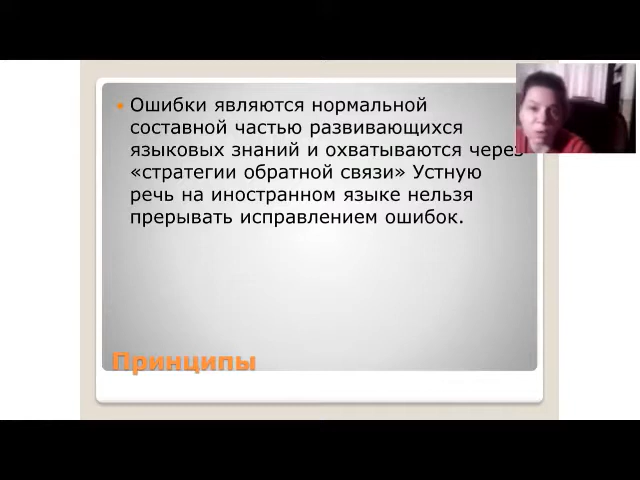 Ошибки являются нормальной
составной частью развивающихся
языковых знаний и охватываются через
«стратегии обратной связи» Устную
речь на иностранном языке нельзя
прерывать исправлением ошибок.
Принципы